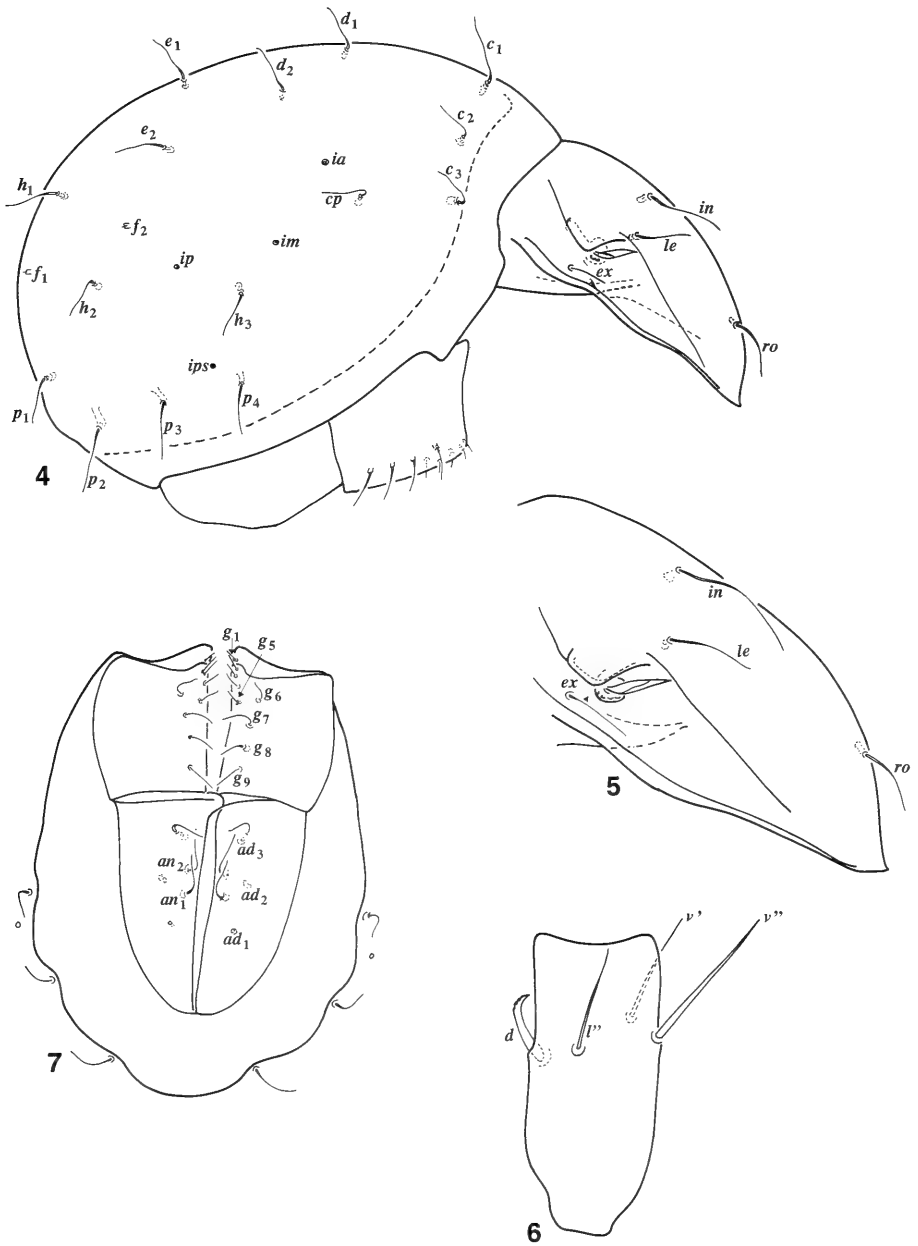 d1
e1
c1
d2
c2
e2
ia
c3
h1
cp
in
f2
le
im
ip
f1
ex
h2
h3
ro
ips
p1
p3
p4
4
p2
in
le
ex
ro
5
g1
g5
g6
g7
g8
g9
an2
ad3
an1
ad2
ad1
7
v'
v"
d
l"
6